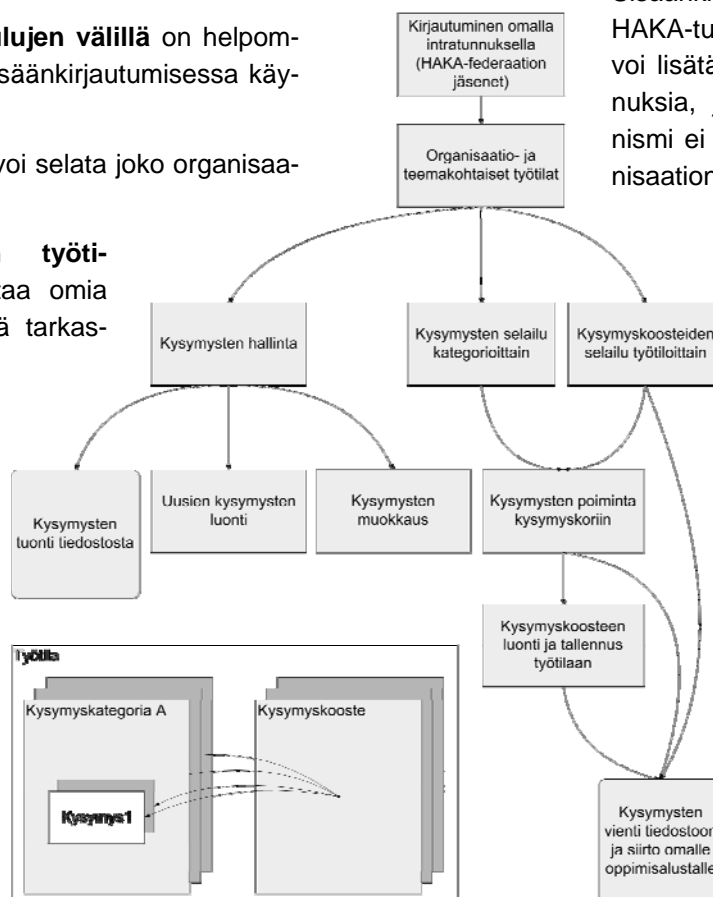 ulujen välillä on helpom-
säänkirjautumisessa käy-
voi selata joko organisaa-
työti-
taa omia
ä tarkas-
HAKA-tu
voi lisätä
nuksia, j
nismi ei
nisaation
Kirjautuminen omalla
intratunnuksella
(HAKA-federaation
jäsenet)
Organisaatio- ja
teemakohtaiset työtilat
Kysymysten hallinta
Kysymysten selailu
kategorioittain
Kysymyskoosteiden
selailu työtiloittain
Kysymysten
tuonti tiedostosta
Uusien kysymysten
luonti
Kysymysten
muokkaus
Kysymysten poiminta
kysymyskoriin
Kysymyskoosteen
luonti ja tallennus
työtilaan
Kysymysten
vienti tiedostoon
ja siirto omalle
oppimisalustalle
Työtila
Kysymyskategoria A
Kysymyskooste
Kysymys1